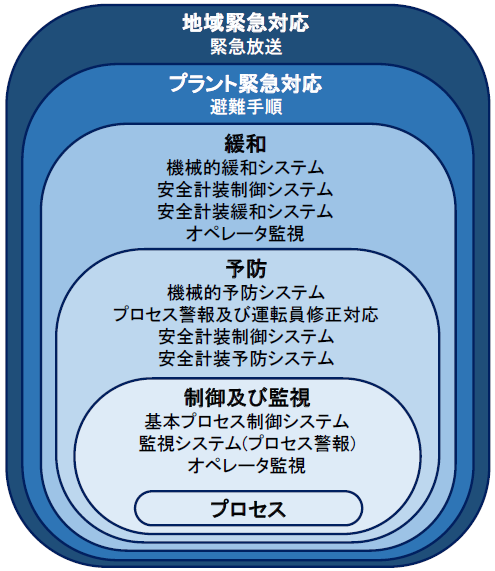 地域緊急対応
緊急放送
プラント緊急対応
避難手順
緩和
機械的緩和システム
安全計装制御システム
安全計装緩和システム
オペレータ監視
予防
機械的予防システム
プロセス警報及び運転員修正対応
安全計装制御システム
安全計装予防システム
制御及び監視
基本プロセス制御システム
監視システム(プロセス警報)
オペレータ監視
プロセス